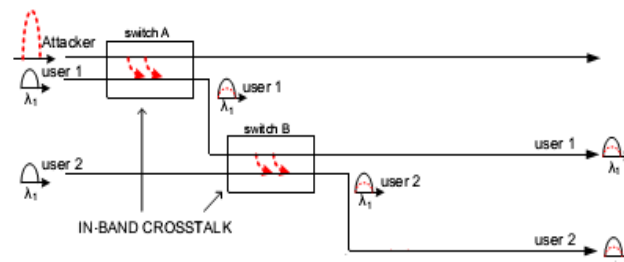 switch A
Attacker
user 1
λ1
user 1
λ1
switch B
user 1
λ1
user 2
λ1
user 2
λ1
IN-BAND CROSSTALK
user 2
λ1